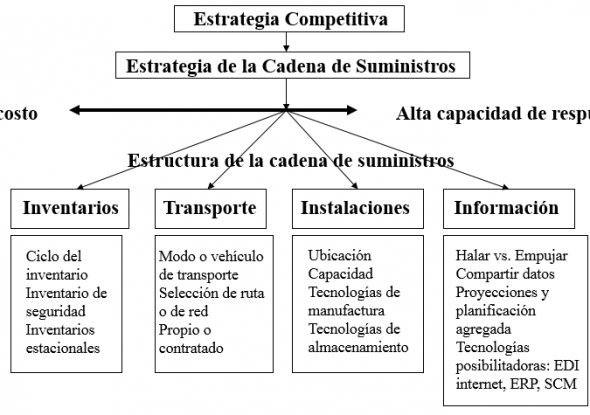 Estrategia Competitiva
Estrategia de la Cadena de Suministros
costo
Alta capacidad de respu
Estructura de la cadena de suministros
Inventarios
Transporte
Instalaciones
Información
Ciclo del
inventario
Inventario de
seguridad
Inventarios
estacionales
Modo o vehículo
de transporte
Selección de ruta
o de red
Propio o
contratado
Ubicación
Capacidad
Tecnologías de
manufactura
Tecnologías de
almacenamiento
Halar vs. Empujar
Compartir datos
Proyecciones y
planificación
agregada
Tecnologías
posibilitadoras: EDI
internet, ERP, SCM